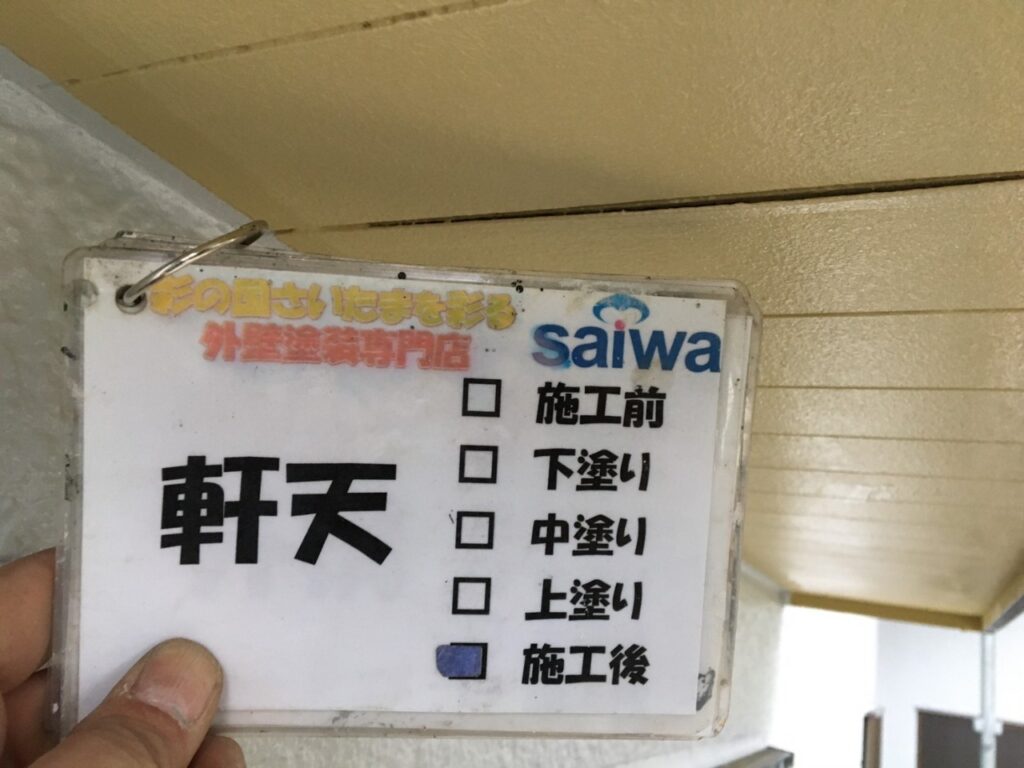 彩の国さいたまを彩る
外壁塗装専門店
saiwa
軒天
施工前
下塗り
中塗り
上塗り
施工後